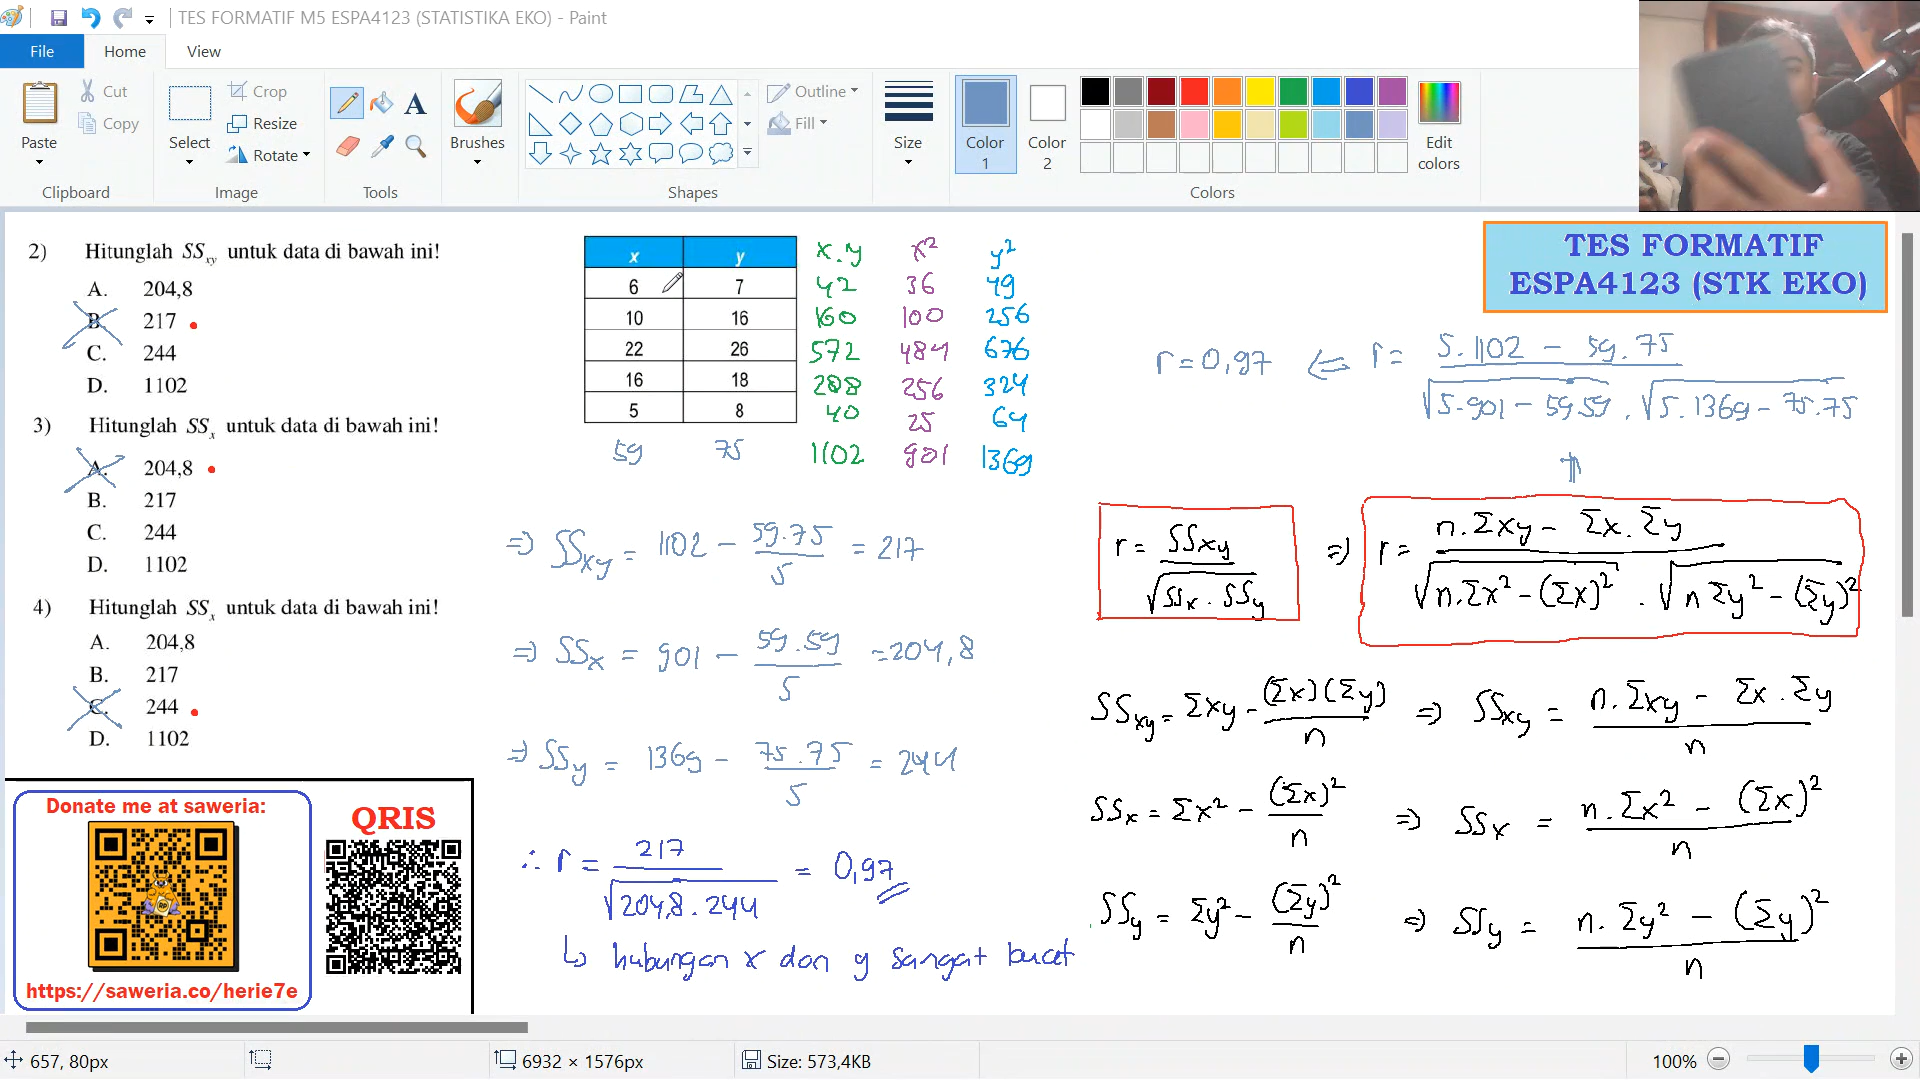 TES FORMATIF M5 ESPA4123 (STATISTIKA EKO) - Paint
File Home View
Paste
Cut
Copy
Clipboard
Select
Crop
Resize
Rotate
Image
Tools
Brushes
Shapes
Outline
Fill
Size
Color 1
Color 2
Edit colors
Colors
2) Hitunglah SSxy untuk data di bawah ini!
A. 204,8
B. 217
C. 244
D. 1102
3) Hitunglah SSx untuk data di bawah ini!
A. 204,8
B. 217
C. 244
D. 1102
4) Hitunglah SSx untuk data di bawah ini!
A. 204,8
B. 217
C. 244
D. 1102
Donate me at saweria:
https://saweria.co/herie7e
QRIS
x y x.y x² y²
6 7 42 36 49
10 16 160 100 256
22 26 572 484 676
16 18 288 256 324
5 8 40 25 64
59 75 1102 901 1369
⇒ SSxy = 1102 - 59.75/5 = 217
⇒ SSx = 901 - 59.59/5 = 204,8
⇒ SSy = 1369 - 75.75/5 = 244
∴ r = 217/√204,8.244 = 0,97
↳ hubungan x dan y sangat kuat
TES FORMATIF
ESPA4123 (STK EKO)
r = 0,97 ⇐ r = 5.1102 - 59.75 / √5.901 - 59.59 . √5.1369 - 75.75
⇑
r = SSxy/√SSx . SSy ⇒ r = n.Σxy - Σx.Σy / √n.Σx² - (Σx)² . √n Σy² - (Σy)²
SSxy = Σxy - (Σx)(Σy)/n ⇒ SSxy = n.Σxy - Σx.Σy/n
SSx = Σx² - (Σx)²/n ⇒ SSx = n.Σx² - (Σx)²/n
SSy = Σy² - (Σy)²/n ⇒ SSy = n.Σy² - (Σy)²/n
657, 80px
6932 × 1576px
Size: 573,4KB
100%